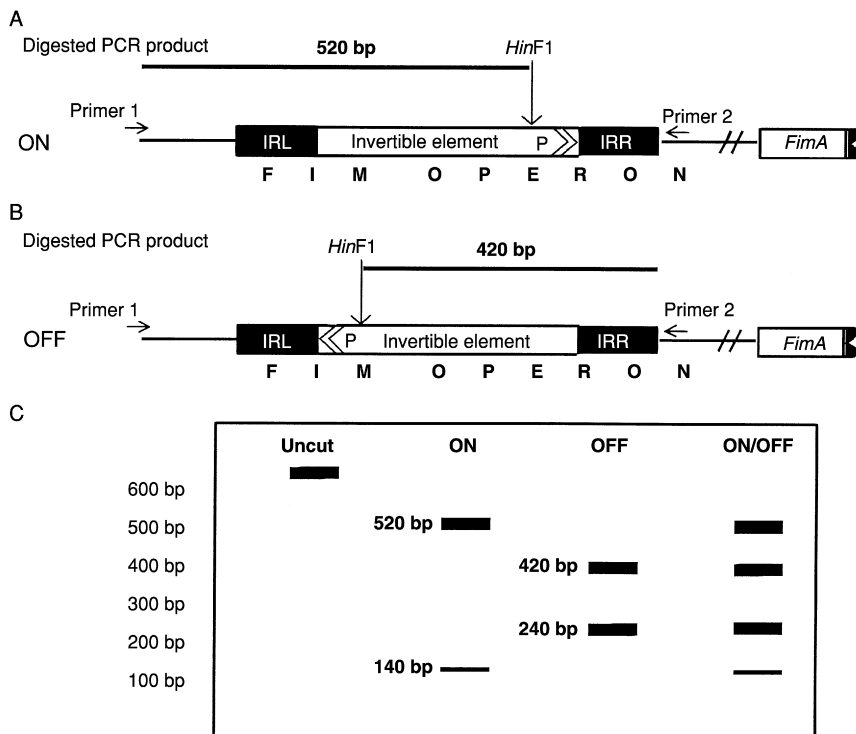 A
Digested PCR product 520 bp HinF1
Primer 1 Primer 2
ON IRL Invertible element P IRR FimA
F I M O P E R O N
B
Digested PCR product HinF1 420 bp
Primer 1 Primer 2
OFF IRL P Invertible element IRR FimA
F I M O P E R O N
C
Uncut ON OFF ON/OFF
600 bp
500 bp 520 bp
400 bp 420 bp
300 bp
200 bp 240 bp
100 bp 140 bp